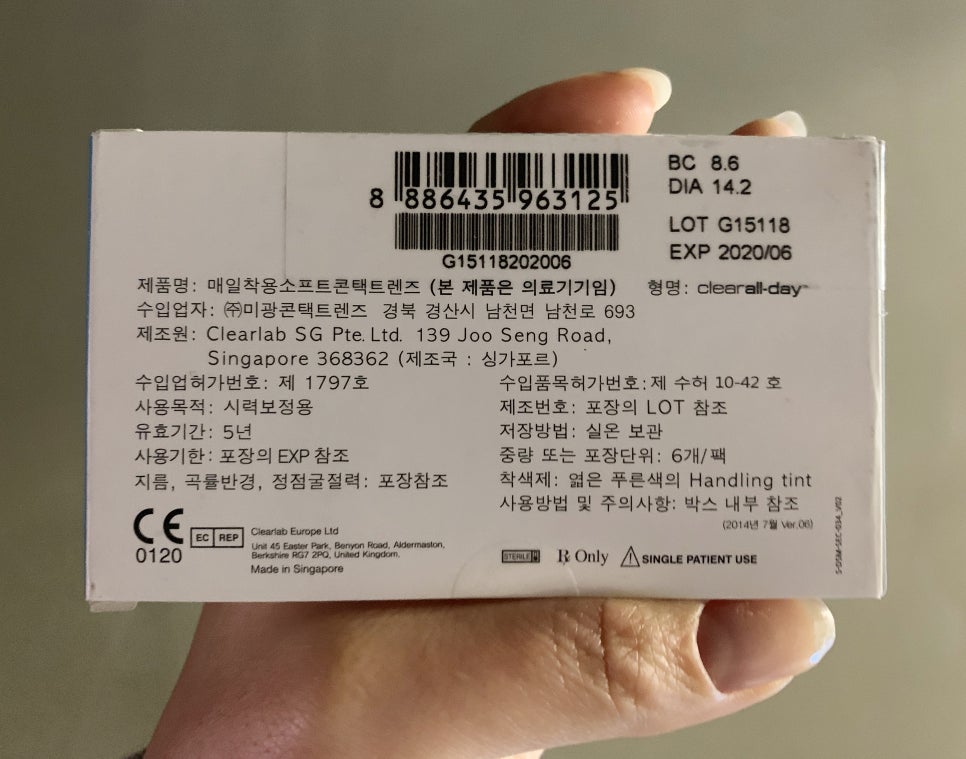 BC 8.6
DIA 14.2
8 886435 963125
LOT G15118
EXP 2020/06
G15118202006
제품명: 매일착용소프트콘택트렌즈 (본 제품은 의료기기임) 형명: clearall-day™
수입업자: ㈜미광콘택트렌즈 경북 경산시 남천면 남천로 693
제조원: Clearlab SG Pte. Ltd. 139 Joo Seng Road,
Singapore 368362 (제조국 : 싱가포르)
수입업허가번호: 제 1797호 수입품목허가번호: 제 수허 10-42 호
사용목적: 시력보정용 제조번호: 포장의 LOT 참조
유효기간: 5년 저장방법: 실온 보관
사용기한: 포장의 EXP 참조 중량 또는 포장단위: 6개/팩
지름, 곡률반경, 정점굴절력: 포장참조 착색제: 엷은 푸른색의 Handling tint
사용방법 및 주의사항: 박스 내부 참조
(2014년 7월 Ver.06)
CE 0120
EC REP
Clearlab Europe Ltd
Unit 45 Easter Park, Benyon Road, Aldermaston,
Berkshire RG7 2PQ, United Kingdom.
Made in Singapore
STERILE
℞ Only
SINGLE PATIENT USE